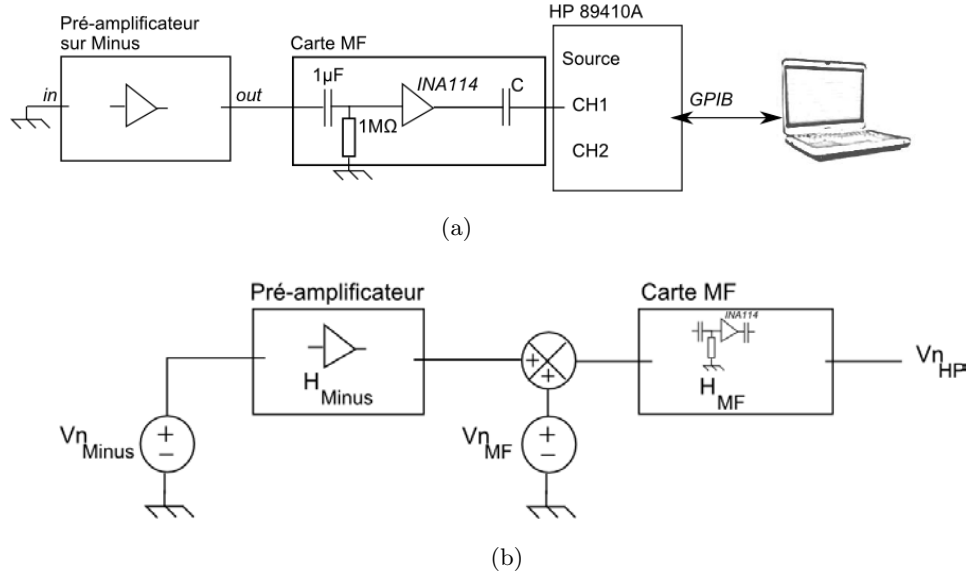 HP 89410A
Pré-amplificateur
sur Minus
Carte MF
in
out
1µF
INA114
C
1MΩ
Source
CH1
CH2
GPIB
(a)
Pré-amplificateur
H Minus
Carte MF
INA114
H MF
Vn Minus
+
−
+
+
Vn MF
+
−
Vn HP
(b)